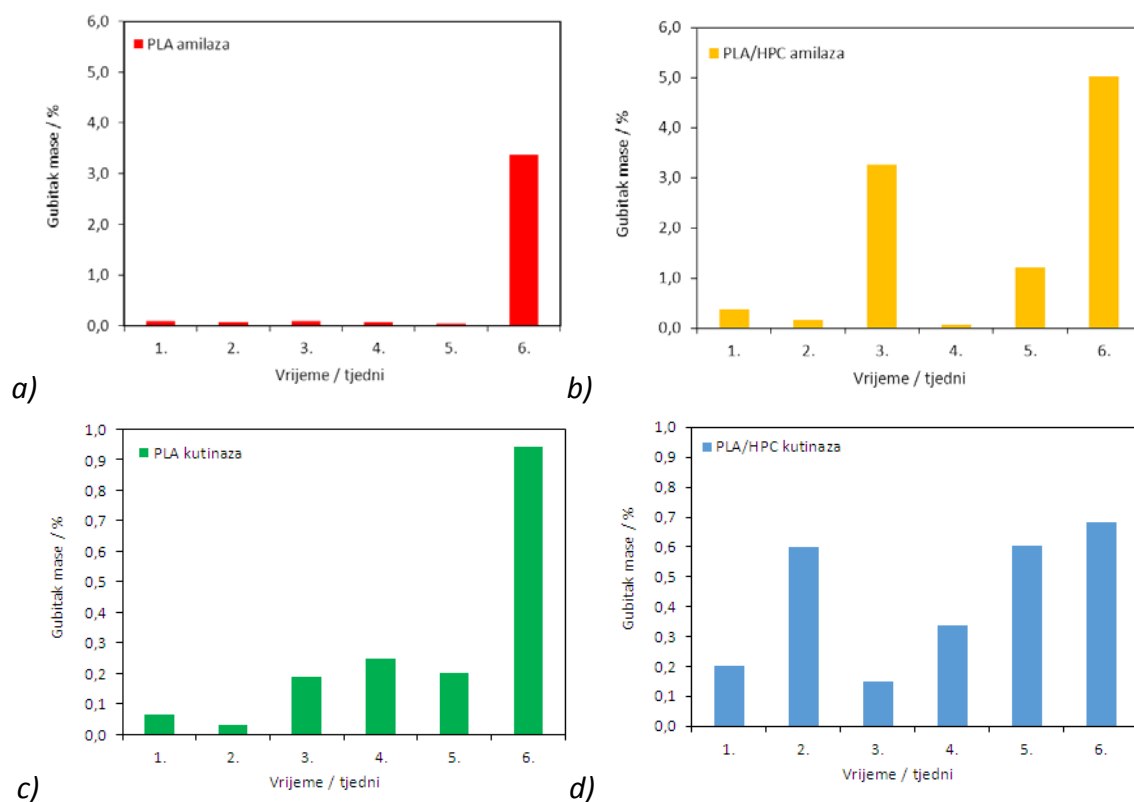 PLA amilaza
Gubitak mase / %
6,0
5,0
4,0
3,0
2,0
1,0
0,0
1. 2. 3. 4. 5. 6.
Vrijeme / tjedni
a)
PLA/HPC amilaza
Gubitak mase / %
6,0
5,0
4,0
3,0
2,0
1,0
0,0
1. 2. 3. 4. 5. 6.
Vrijeme / tjedni
b)
PLA kutinaza
Gubitak mase / %
1,0
0,9
0,8
0,7
0,6
0,5
0,4
0,3
0,2
0,1
0,0
1. 2. 3. 4. 5. 6.
Vrijeme / tjedni
c)
PLA/HPC kutinaza
Gubitak mase / %
1,0
0,9
0,8
0,7
0,6
0,5
0,4
0,3
0,2
0,1
0,0
1. 2. 3. 4. 5. 6.
Vrijeme / tjedni
d)